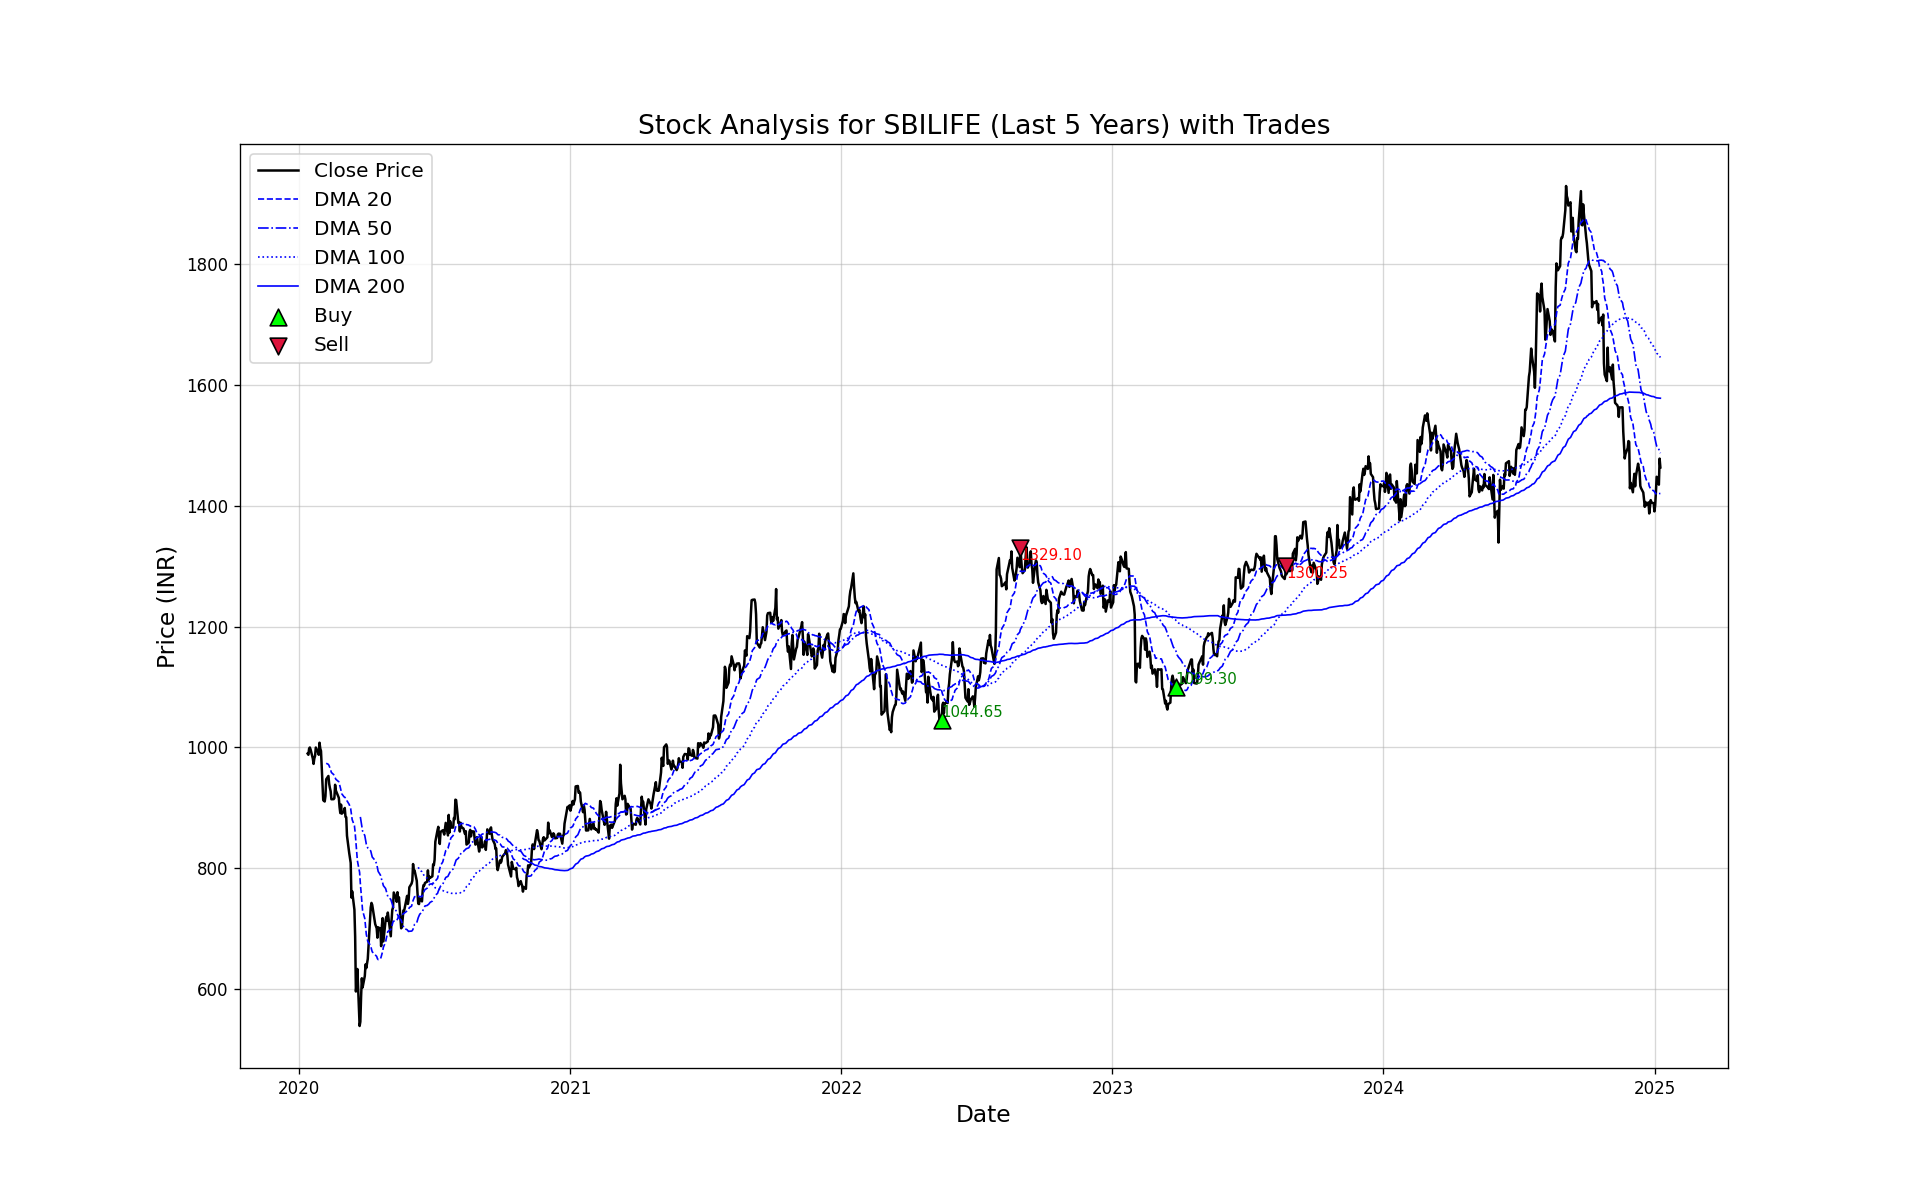 Stock Analysis for SBILIFE (Last 5 Years) with Trades
Close Price
DMA 20
DMA 50
DMA 100
DMA 200
Buy
Sell
Price (INR)
1800
1600
1400
1200
1000
800
600
1329.10
1300.25
1099.30
1044.65
2020
2021
2022
2023
2024
2025
Date